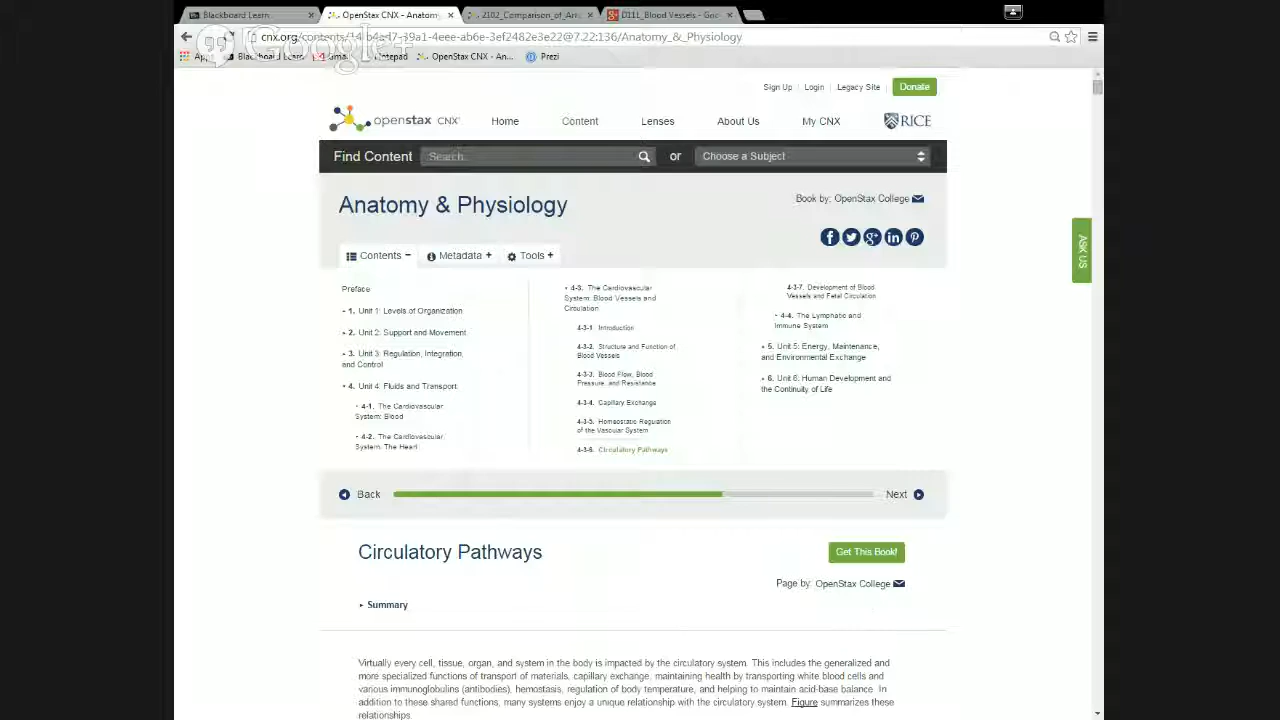 Blackboard Learn
OpenStax CNX - Anatomy
2102_Comparison_of_Art
D11L_Blood Vessels - Goo
Google+
Blackboard Learn
Gmail
Notepad
OpenStax CNX - An...
Prezi
Sign Up | Login | Legacy Site
Donate
openstax CNX
Home
Content
Lenses
About Us
My CNX
RICE
Find Content
Search...
or
Choose a Subject
Anatomy & Physiology
Book by: OpenStax College
Contents −
Metadata +
Tools +
ASK US
Preface
1. Unit 1: Levels of Organization
2. Unit 2: Support and Movement
3. Unit 3: Regulation, Integration,
and Control
4. Unit 4: Fluids and Transport
4-1. The Cardiovascular
System: Blood
4-2. The Cardiovascular
System: The Heart
4-3. The Cardiovascular
System: Blood Vessels and
Circulation
4-3-1 Introduction
4-3-2. Structure and Function of
Blood Vessels
4-3-3. Blood Flow, Blood
Pressure, and Resistance
4-3-4. Capillary Exchange
4-3-5. Homeostatic Regulation
of the Vascular System
4-3-6. Circulatory Pathways
4-3-7. Development of Blood
Vessels and Fetal Circulation
4-4. The Lymphatic and
Immune System
5. Unit 5: Energy, Maintenance,
and Environmental Exchange
6. Unit 6: Human Development and
the Continuity of Life
Back
Next
Circulatory Pathways
Get This Book!
Page by: OpenStax College
Summary
Virtually every cell, tissue, organ, and system in the body is impacted by the circulatory system. This includes the generalized and
more specialized functions of transport of materials, capillary exchange, maintaining health by transporting white blood cells and
various immunoglobulins (antibodies), hemostasis, regulation of body temperature, and helping to maintain acid-base balance. In
addition to these shared functions, many systems enjoy a unique relationship with the circulatory system. Figure summarizes these
relationships.